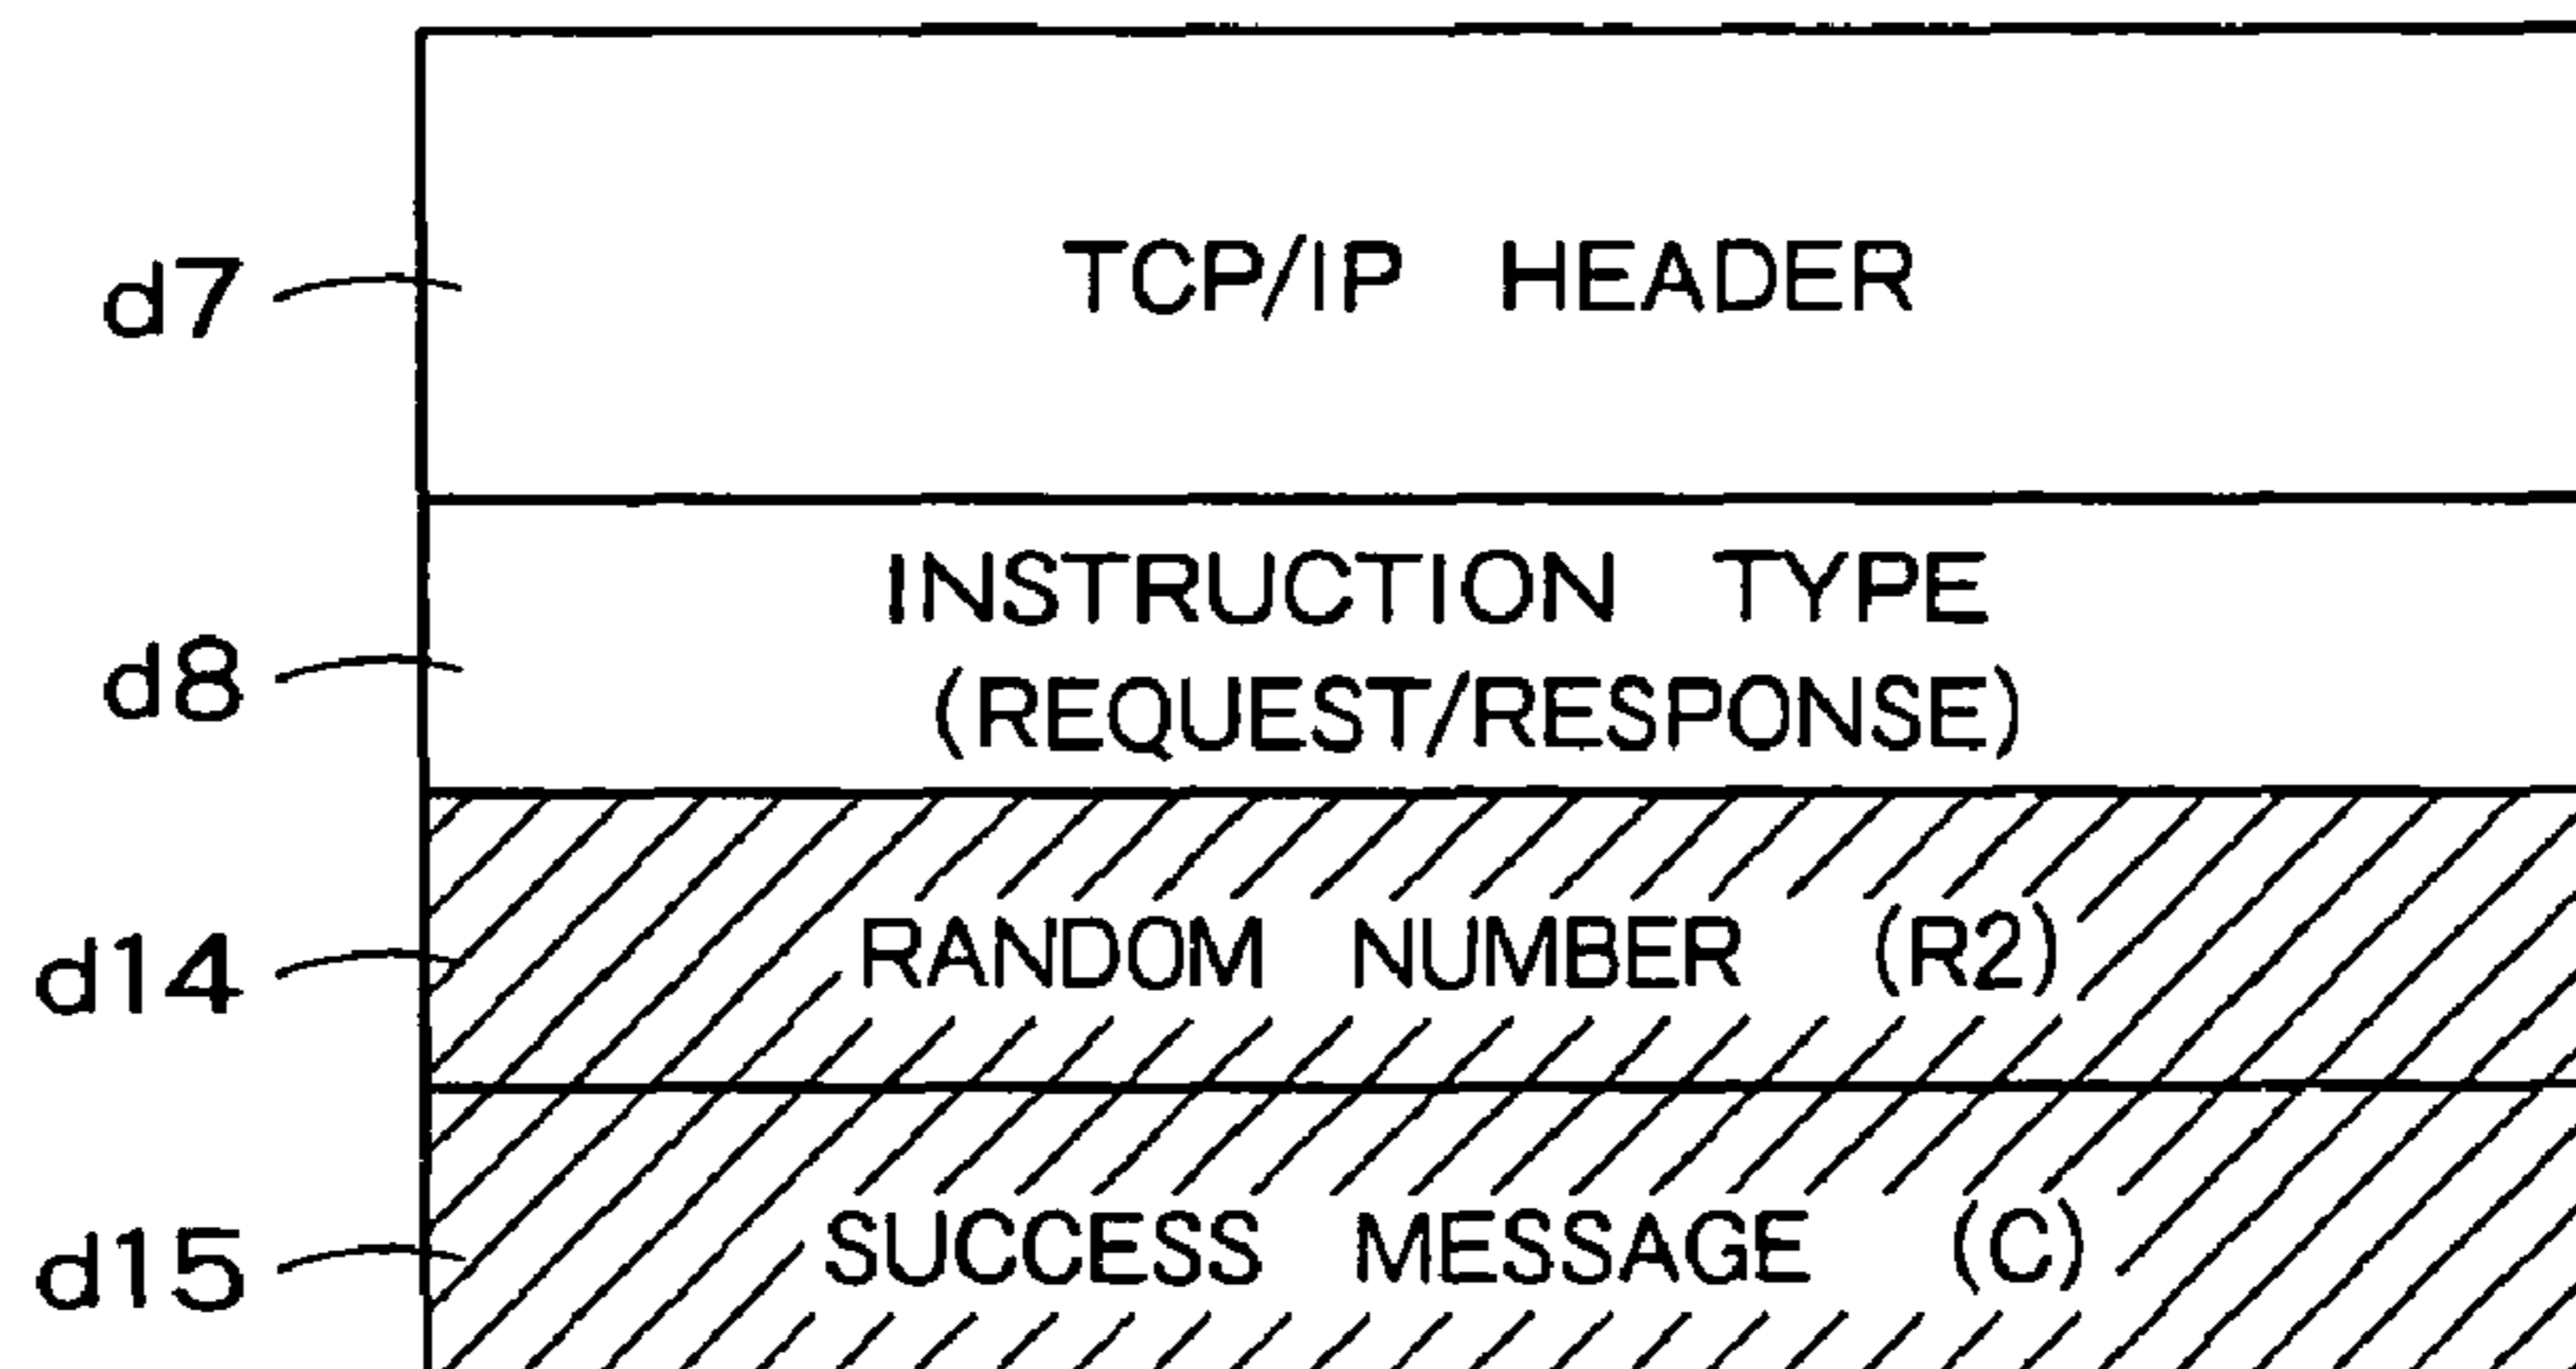 d7 TCP/IP HEADER
INSTRUCTION TYPE
d8 (REQUEST/RESPONSE)
d14 RANDOM NUMBER (R2)
d15 SUCCESS MESSAGE (C)